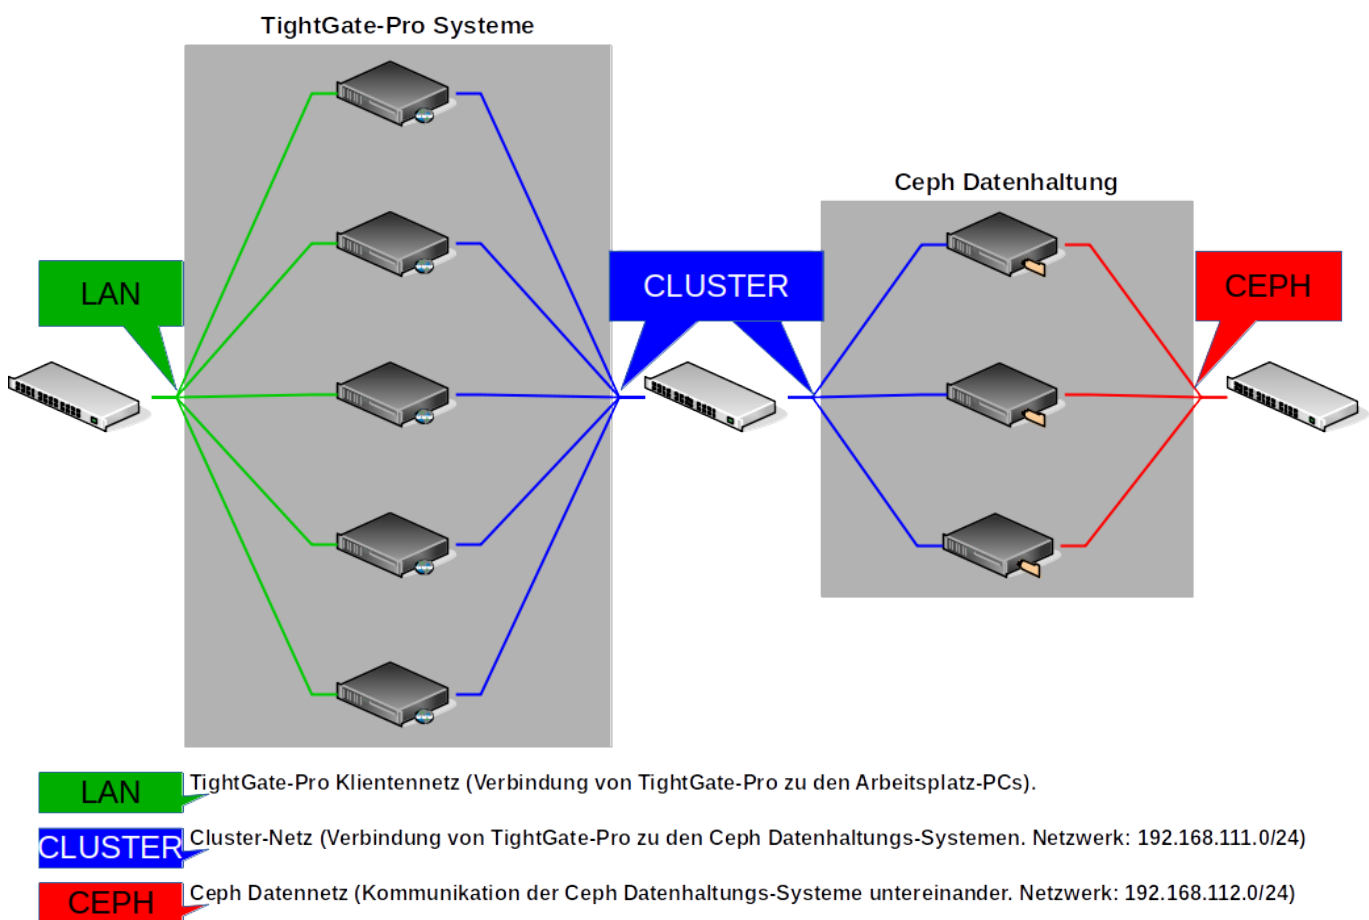 TightGate-Pro Systeme
Ceph Datenhaltung
LAN
CLUSTER
CEPH
LAN TightGate-Pro Klientennetz (Verbindung von TightGate-Pro zu den Arbeitsplatz-PCs).
CLUSTER Cluster-Netz (Verbindung von TightGate-Pro zu den Ceph Datenhaltungs-Systemen. Netzwerk: 192.168.111.0/24)
CEPH Ceph Datennetz (Kommunikation der Ceph Datenhaltungs-Systeme untereinander. Netzwerk: 192.168.112.0/24)